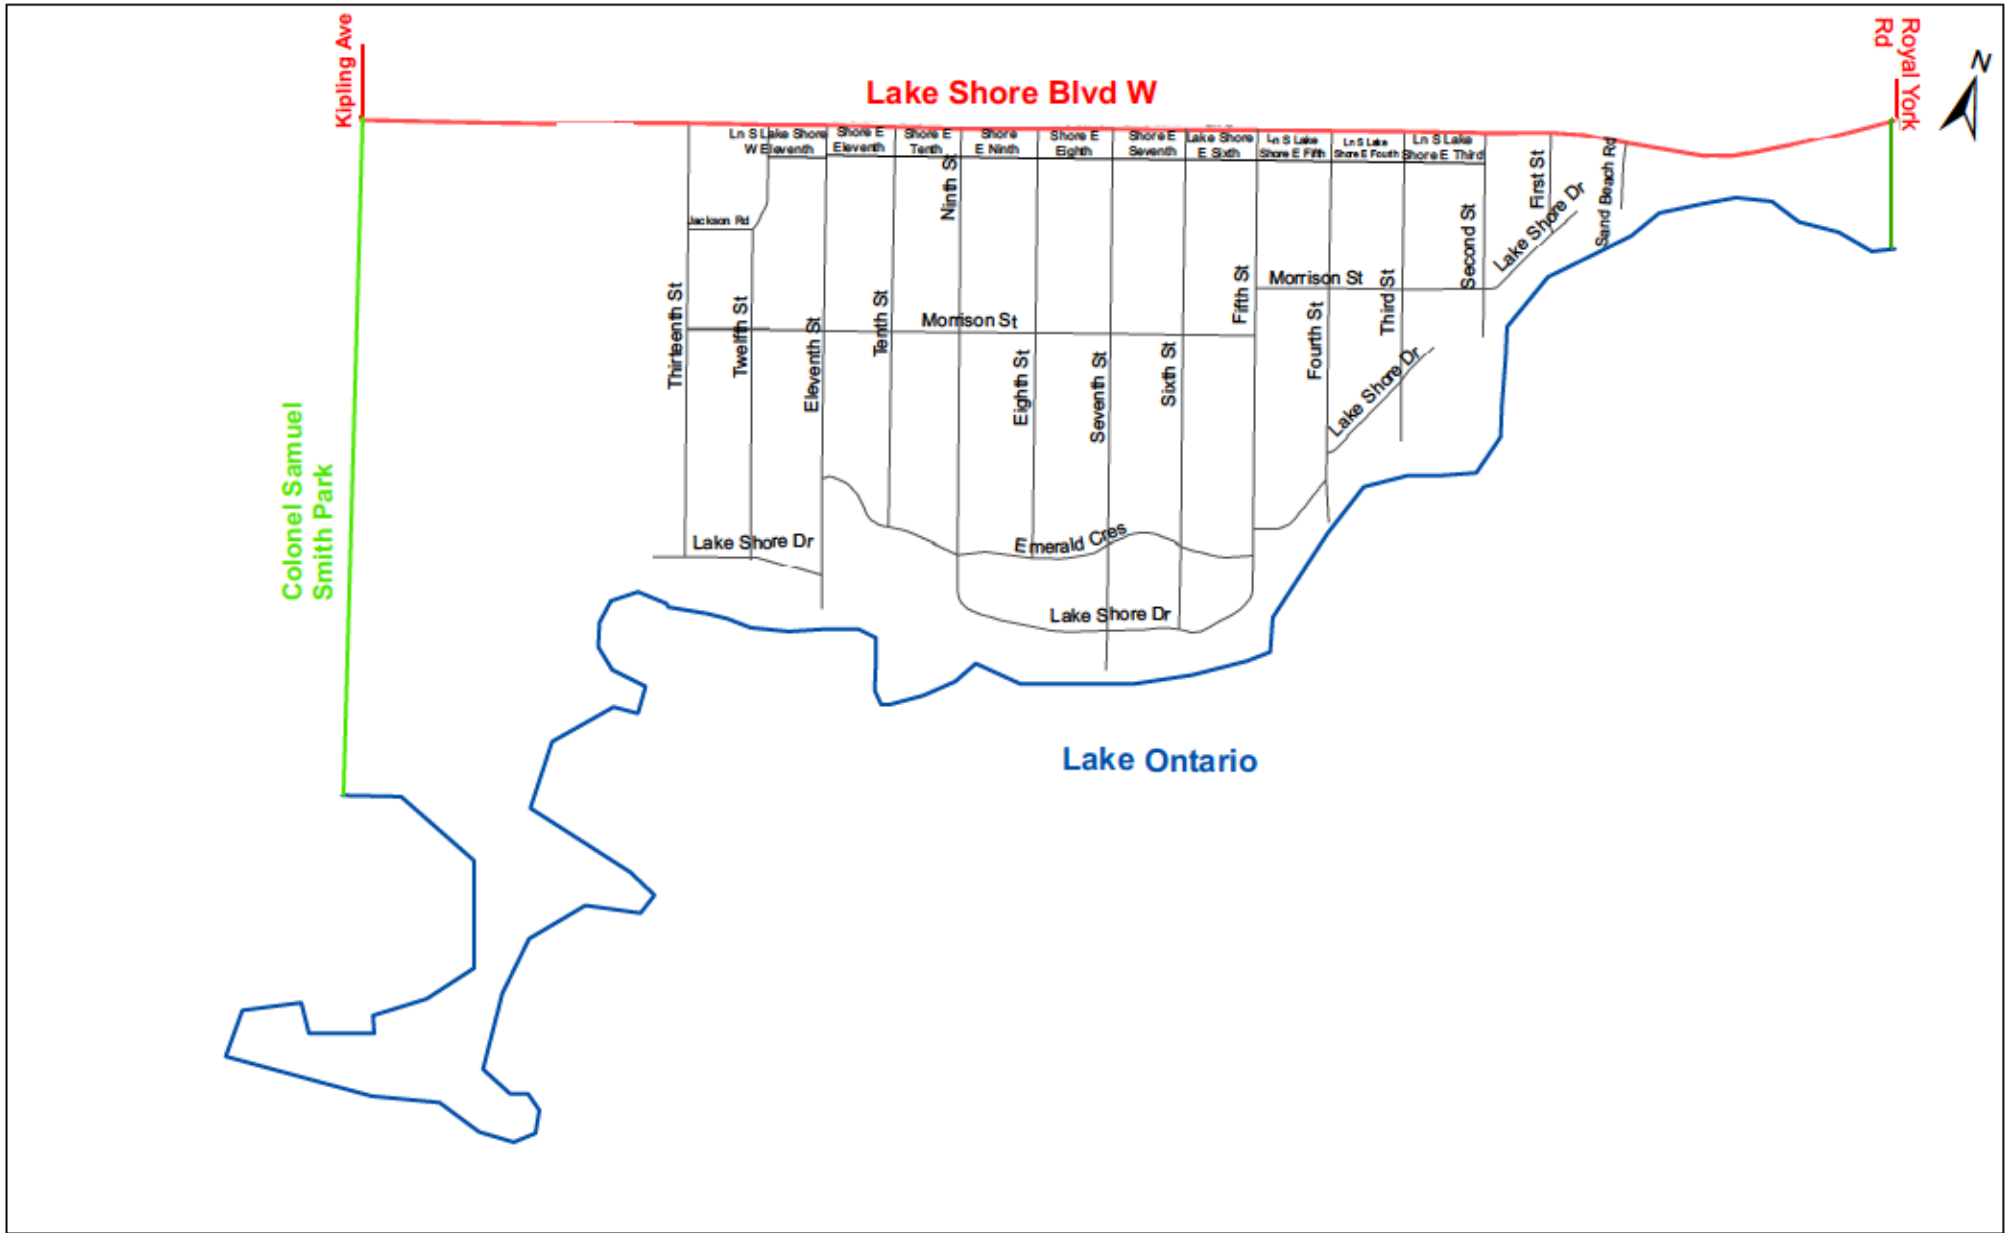 Kipling Ave
Royal York
Rd
N
Lake Shore Blvd W
Ln S Lake Shore
W Eleventh
Shore E
Eleventh
Shore E
Tenth
Shore
E Ninth
Shore E
Eighth
Shore E
Seventh
Lake Shore
E Sixth
Ln S Lake
Shore E Fifth
Ln S Lake
Shore E Fourth
Ln S Lake
Shore E Third
Ninth St
First St
Sand Beach Rd
Lake Shore Dr
Jackson Rd
Second St
Morrison St
Fifth St
Third St
Thirteenth St
Twelfth St
Eleventh St
Tenth St
Morrison St
Fourth St
Eighth St
Seventh St
Sixth St
Lake Shore Dr
Colonel Samuel
Smith Park
Lake Shore Dr
Emerald Cres
Lake Shore Dr
Lake Ontario